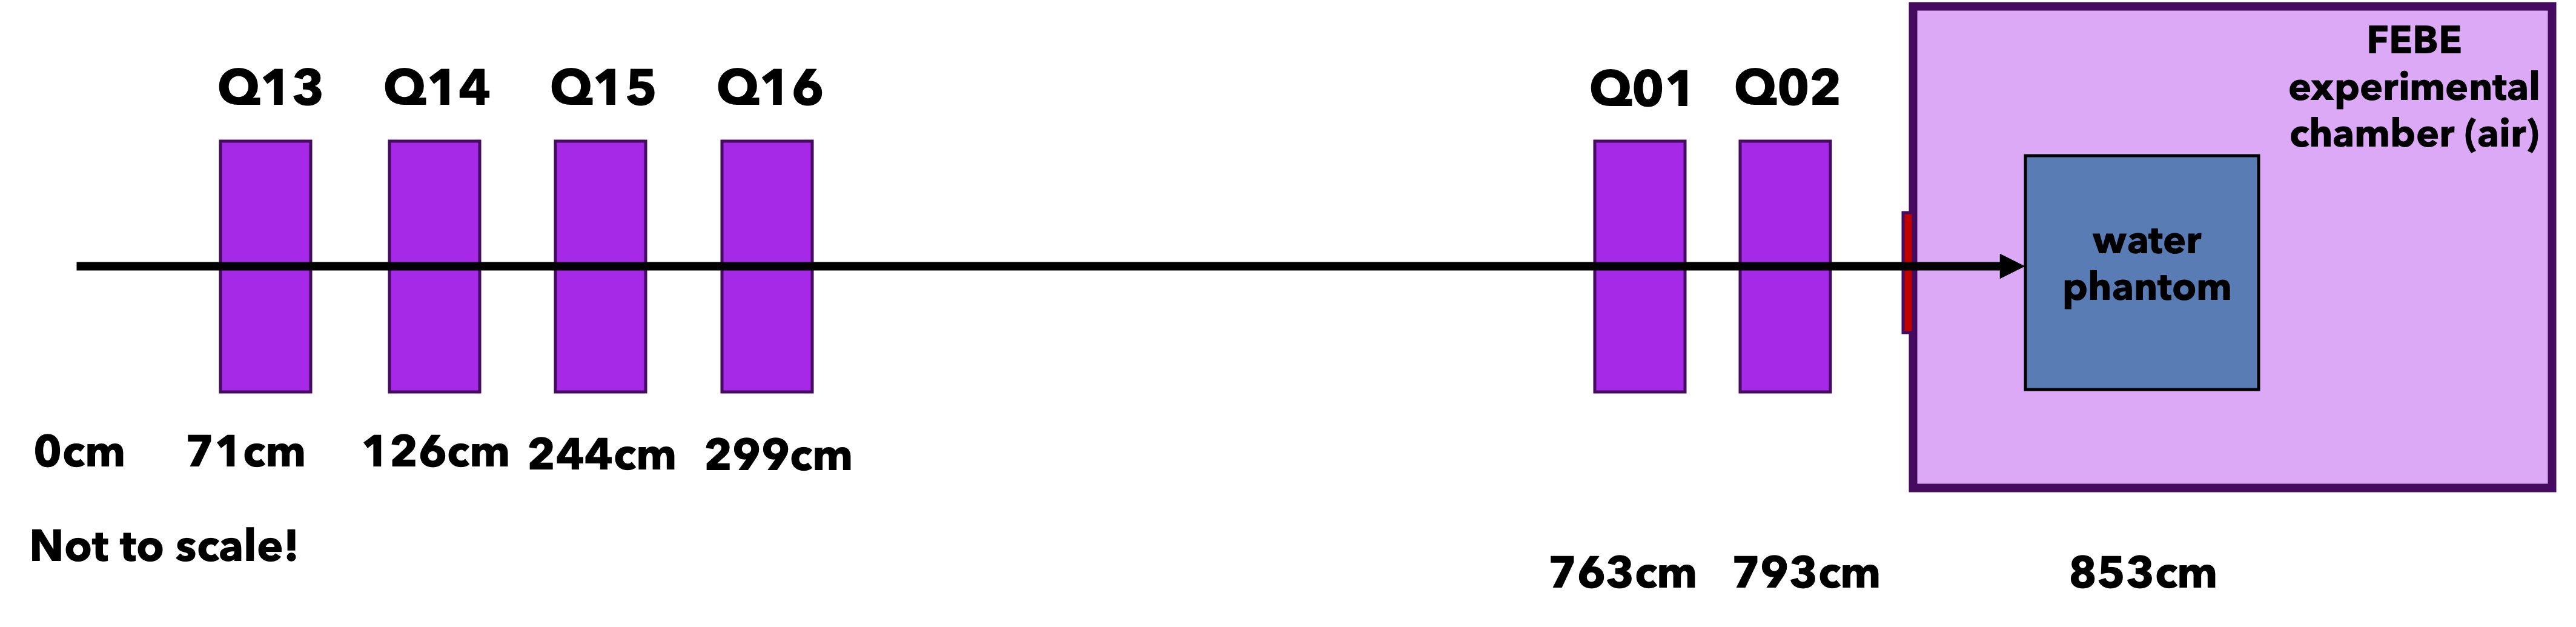 FEBE
experimental
chamber (air)
Q13 Q14 Q15 Q16 Q01 Q02
water
phantom
0cm 71cm 126cm 244cm 299cm
Not to scale!
763cm 793cm 853cm